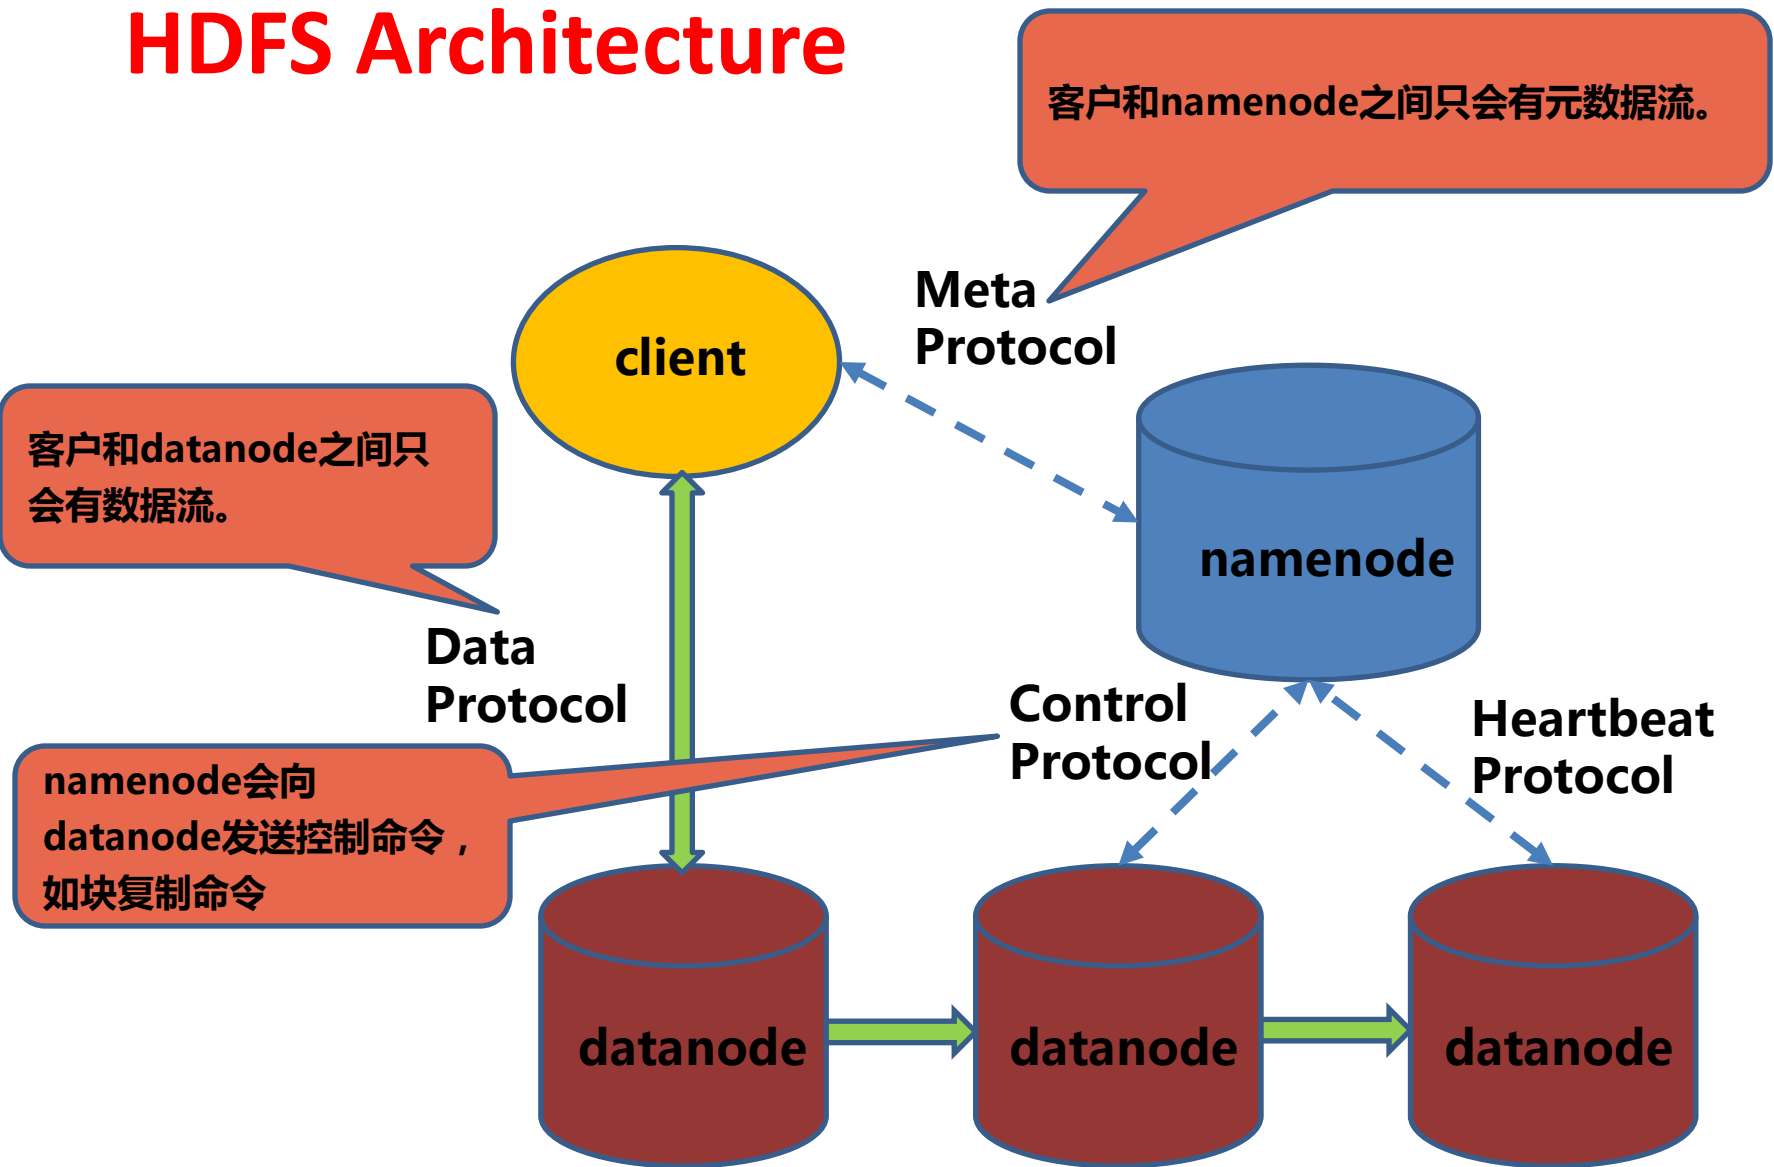 HDFS Architecture
客户和namenode之间只会有元数据流。
Meta
Protocol
client
客户和datanode之间只
会有数据流。
namenode
Data
Protocol
Control
Protocol
Heartbeat
Protocol
namenode会向
datanode发送控制命令，
如块复制命令
datanode
datanode
datanode